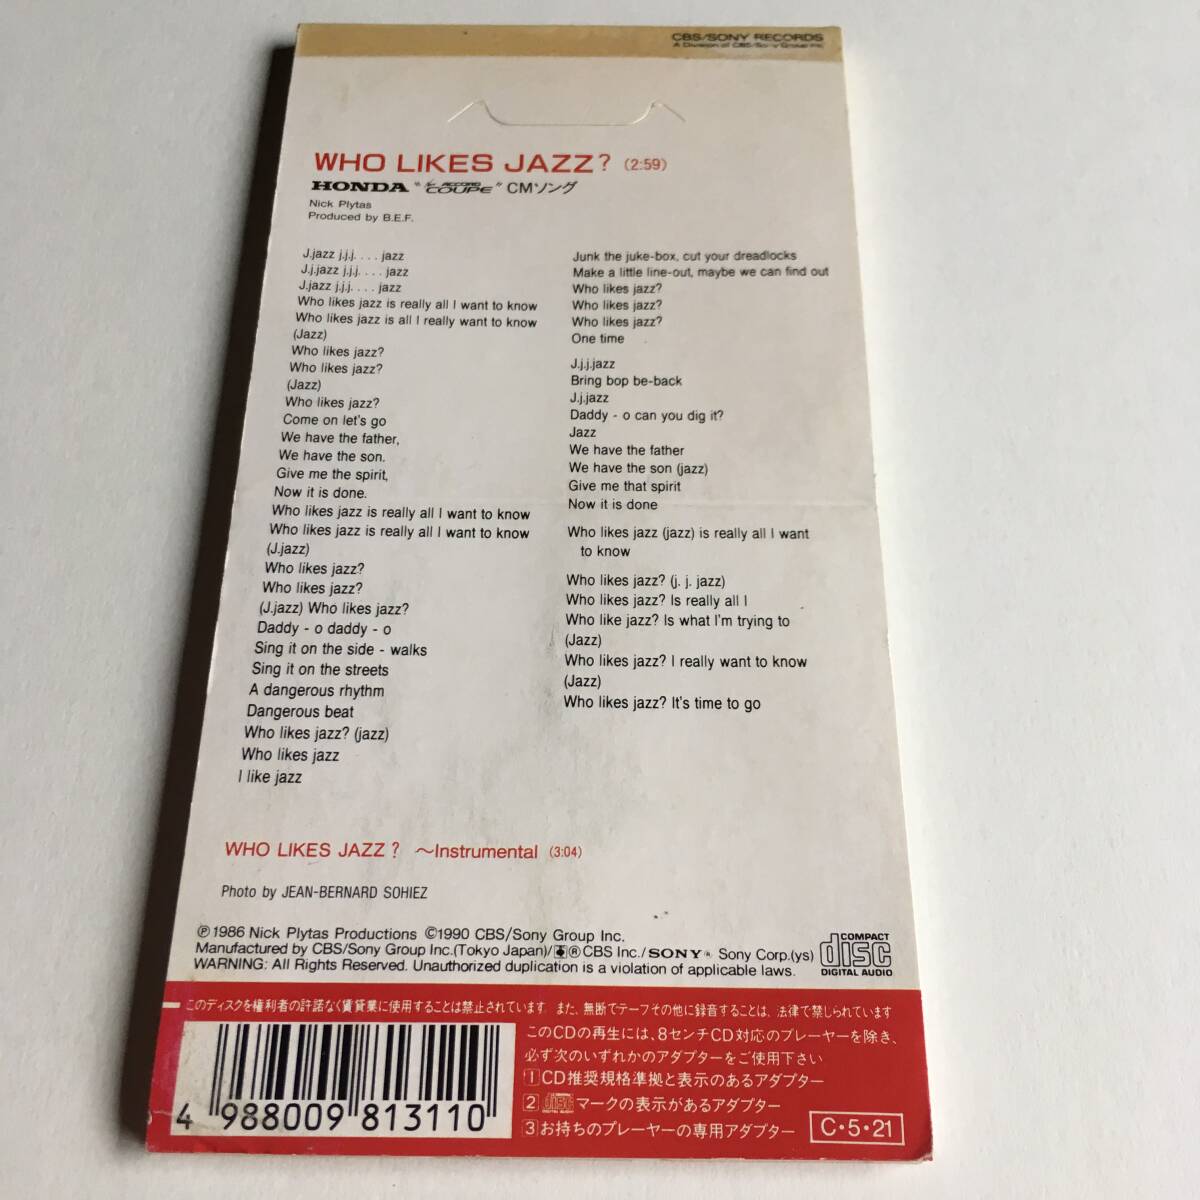 CBS/SONY RECORDS
A Division of CBS/Sony Group Inc.
WHO LIKES JAZZ? (2:59)
HONDA "ACCORD COUPE" CMソング
Nick Plytas
Produced by B.E.F.
J.jazz j.j.j. . . . jazz
J.j.jazz j.j.j. . . . jazz
J.jazz j.j.j. . . . jazz
Who likes jazz is really all I want to know
Who likes jazz is all I really want to know
(Jazz)
Who likes jazz?
Who likes jazz?
(Jazz)
Who likes jazz?
Come on let's go
We have the father,
We have the son.
Give me the spirit,
Now it is done.
Who likes jazz is really all I want to know
Who likes jazz is really all I want to know
(J.jazz)
Who likes jazz?
Who likes jazz?
(J.jazz) Who likes jazz?
Daddy - o daddy - o
Sing it on the side - walks
Sing it on the streets
A dangerous rhythm
Dangerous beat
Who likes jazz? (jazz)
Who likes jazz
I like jazz
Junk the juke-box, cut your dreadlocks
Make a little line-out, maybe we can find out
Who likes jazz?
Who likes jazz?
Who likes jazz?
One time
J.j.j.jazz
Bring bop be-back
J.j.jazz
Daddy - o can you dig it?
Jazz
We have the father
We have the son (jazz)
Give me that spirit
Now it is done
Who likes jazz (jazz) is really all I want
to know
Who likes jazz? (j. j. jazz)
Who likes jazz? Is really all I
Who like jazz? Is what I'm trying to
(Jazz)
Who likes jazz? I really want to know
(Jazz)
Who likes jazz? It's time to go
WHO LIKES JAZZ? ～Instrumental (3:04)
Photo by JEAN-BERNARD SOHIEZ
Ⓟ1986 Nick Plytas Productions ©1990 CBS/Sony Group Inc.
Manufactured by CBS/Sony Group Inc.(Tokyo Japan)/®CBS Inc./SONY® Sony Corp.(ys)
WARNING: All Rights Reserved. Unauthorized duplication is a violation of applicable laws.
COMPACT
disc
DIGITAL AUDIO
このディスクを権利者の許諾なく賃貸業に使用することは禁止されています。また、無断でテープその他に録音することは、法律で禁じられています
このCDの再生には、8センチCD対応のプレーヤーを除き、
必ず次のいずれかのアダプターをご使用下さい
1 CD推奨規格準拠と表示のあるアダプター
2 disc マークの表示があるアダプター
3 お持ちのプレーヤーの専用アダプター
C・5・21
4 988009 813110